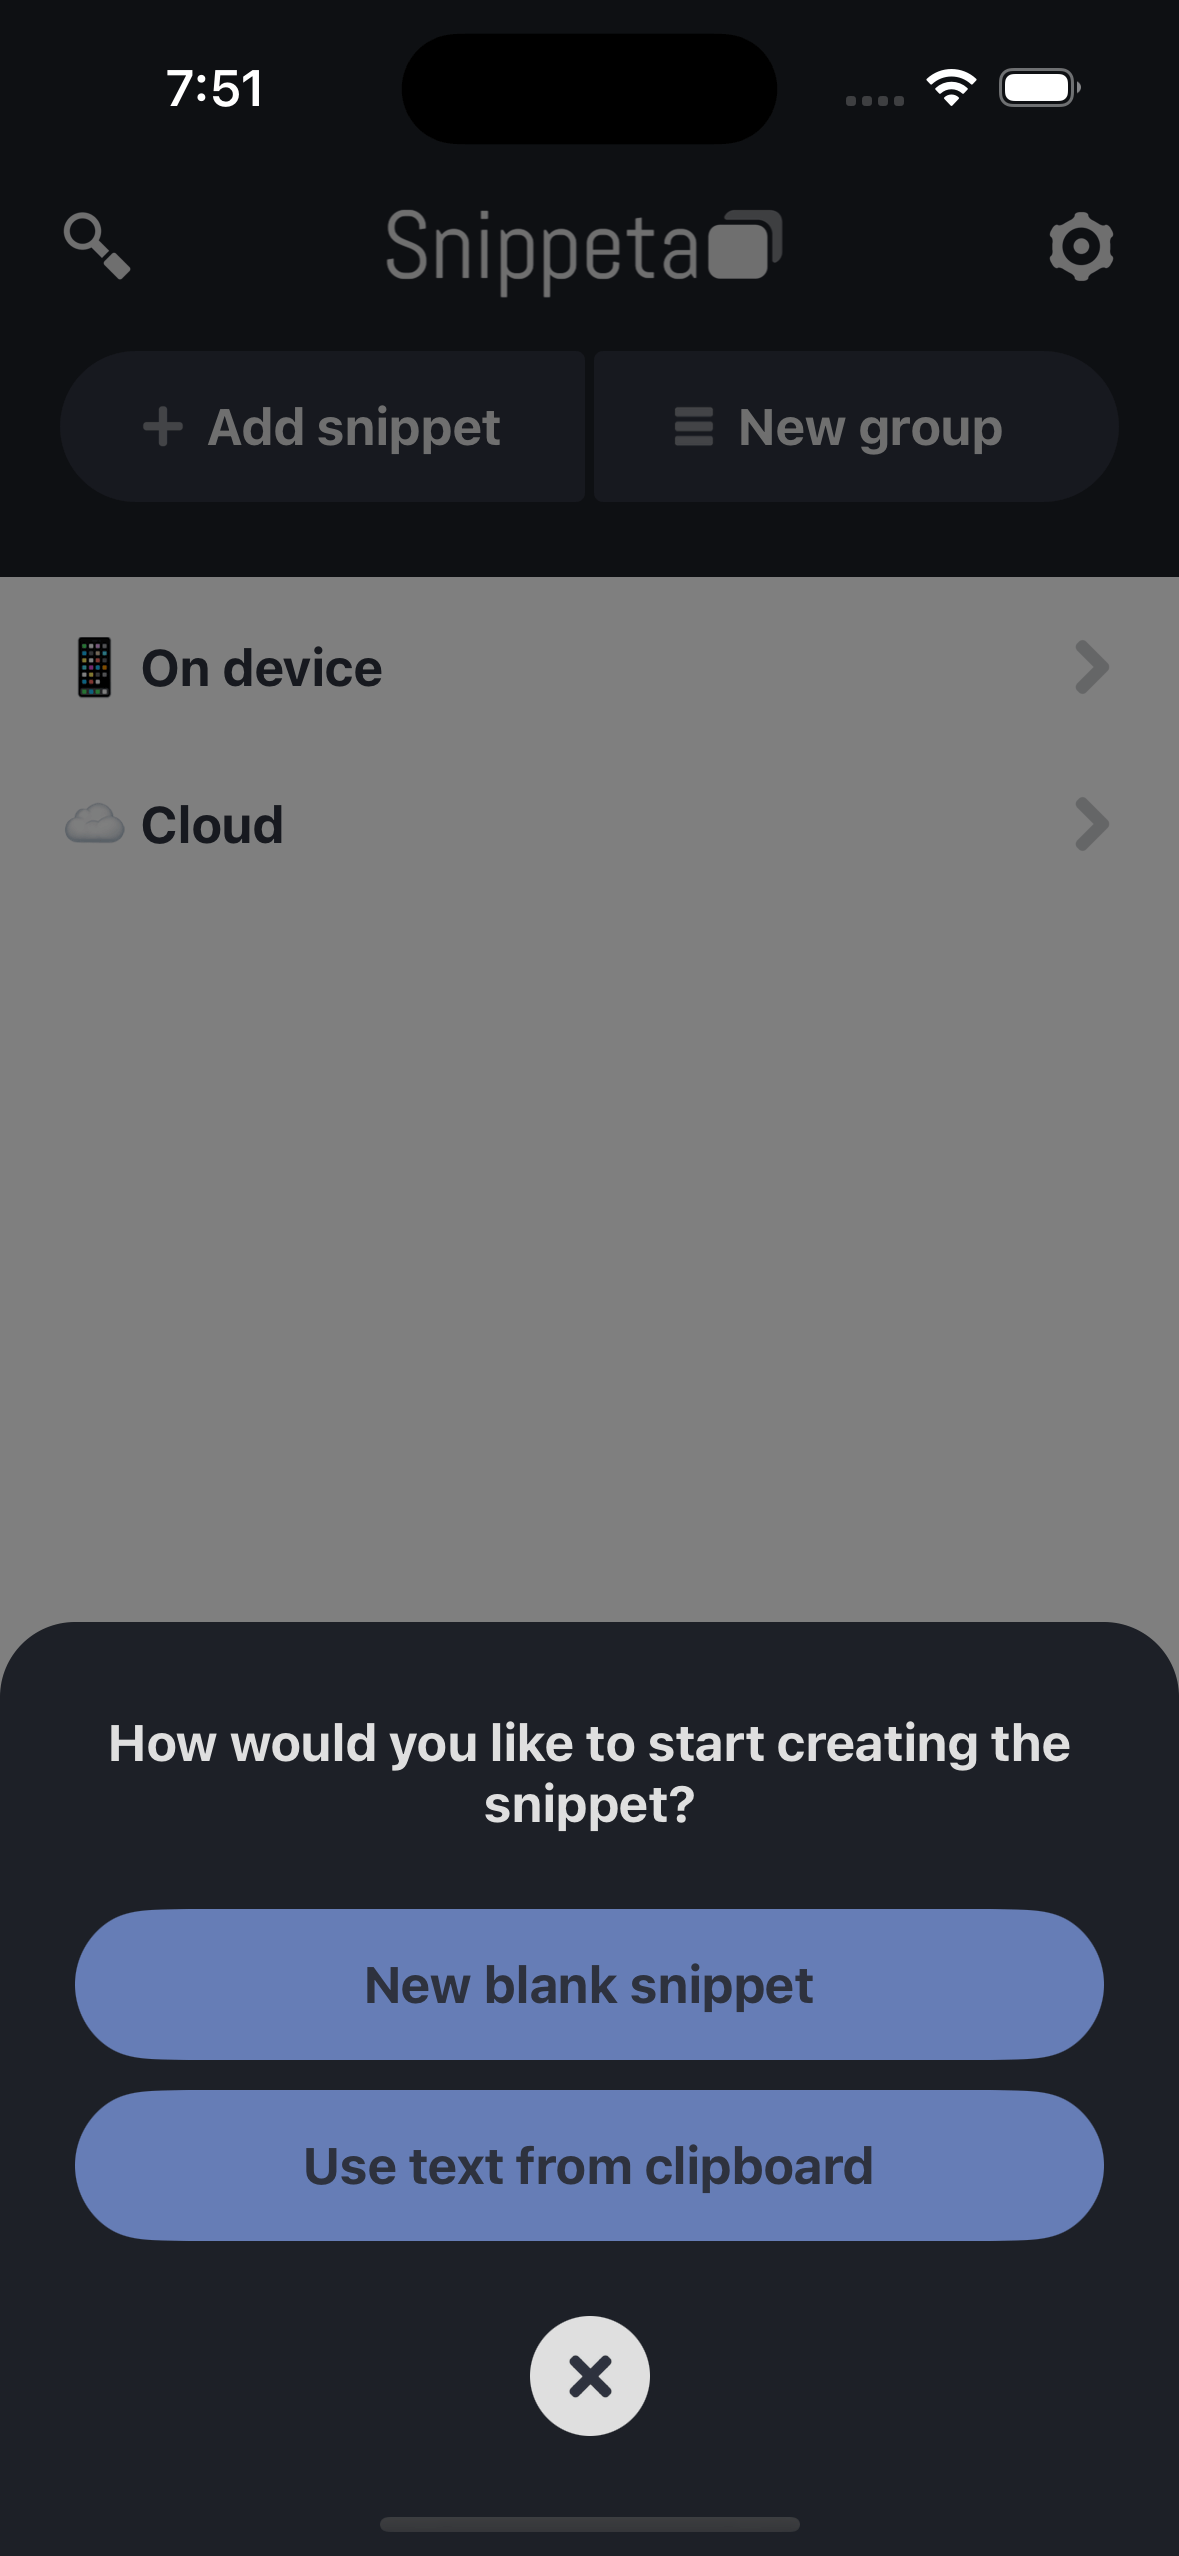 7:51
Snippeta
Add snippet
New group
On device
Cloud
How would you like to start creating the
snippet?
New blank snippet
Use text from clipboard